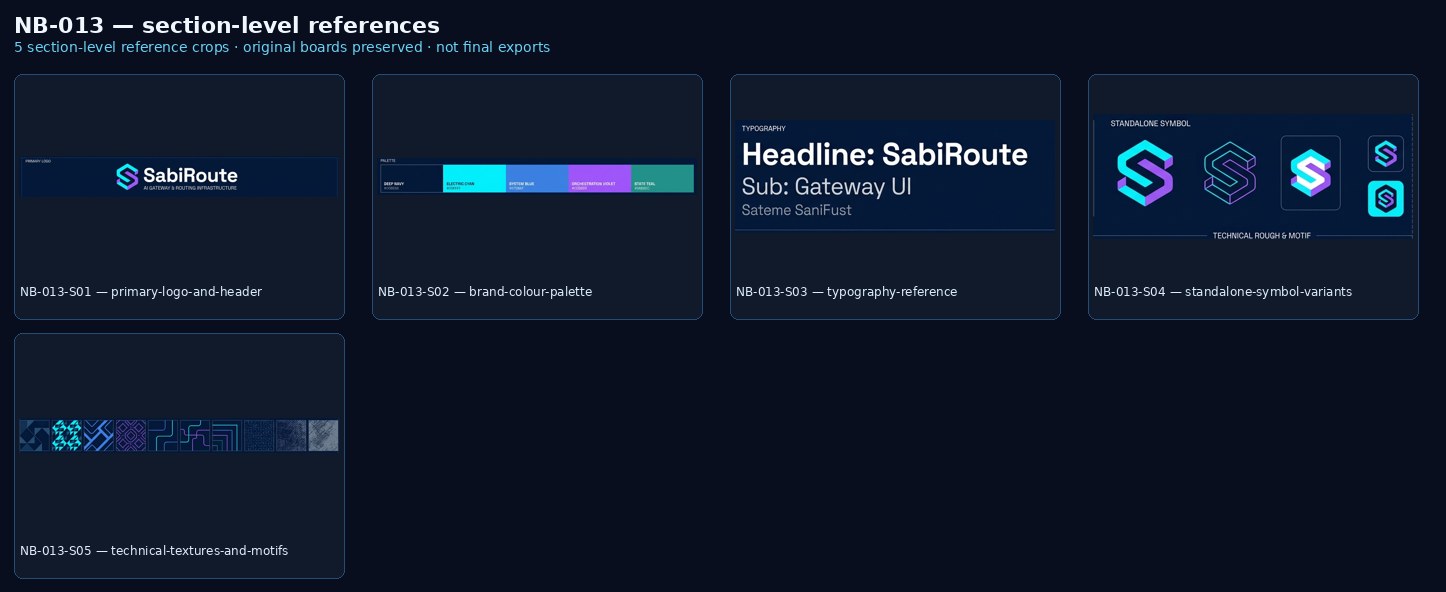 NB-013 — section-level references
5 section-level reference crops · original boards preserved · not final exports
PRIMARY LOGO
SabiRoute
AI GATEWAY & ROUTING INFRASTRUCTURE
NB-013-S01 — primary-logo-and-header
PALETTE
DEEP NAVY
ELECTRIC CYAN
SYSTEM BLUE
ORCHESTRATION VIOLET
STATE TEAL
NB-013-S02 — brand-colour-palette
TYPOGRAPHY
Headline: SabiRoute
Sub: Gateway UI
Sateme SaniFust
NB-013-S03 — typography-reference
STANDALONE SYMBOL
TECHNICAL ROUGH & MOTIF
NB-013-S04 — standalone-symbol-variants
NB-013-S05 — technical-textures-and-motifs